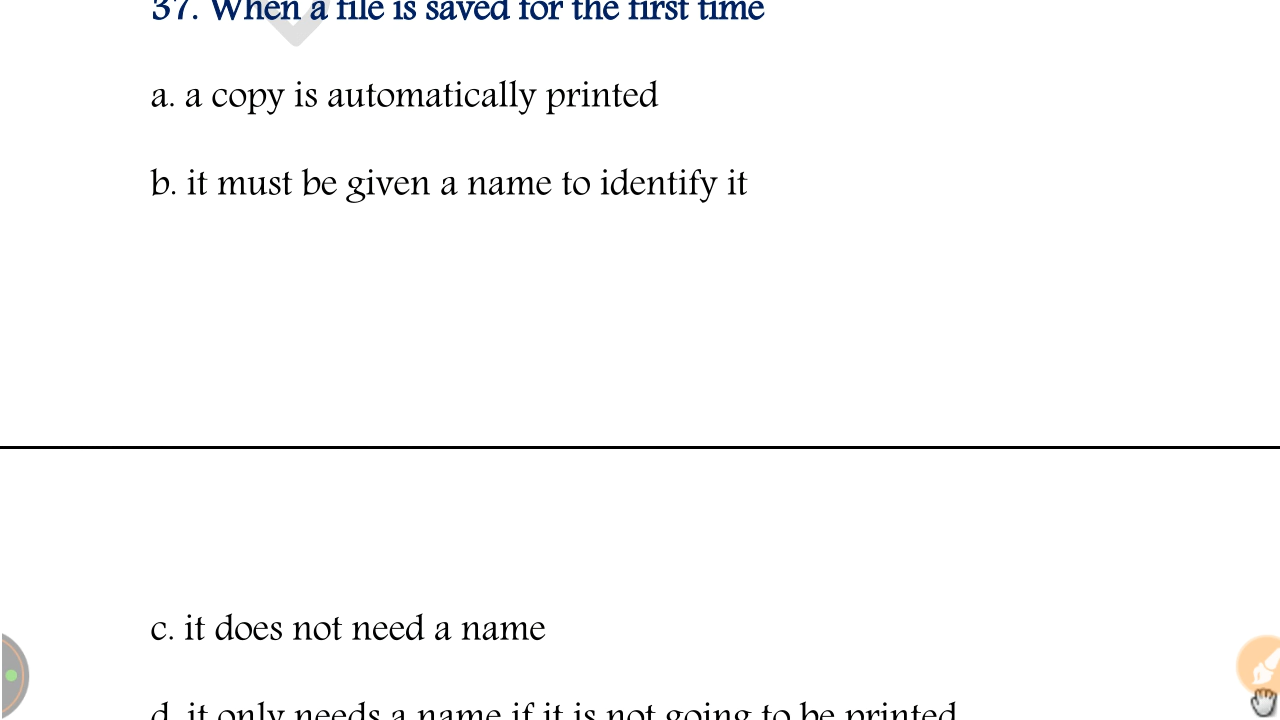 37. When a file is saved for the first time
a. a copy is automatically printed
b. it must be given a name to identify it
c. it does not need a name
d. it only needs a name if it is not going to be printed